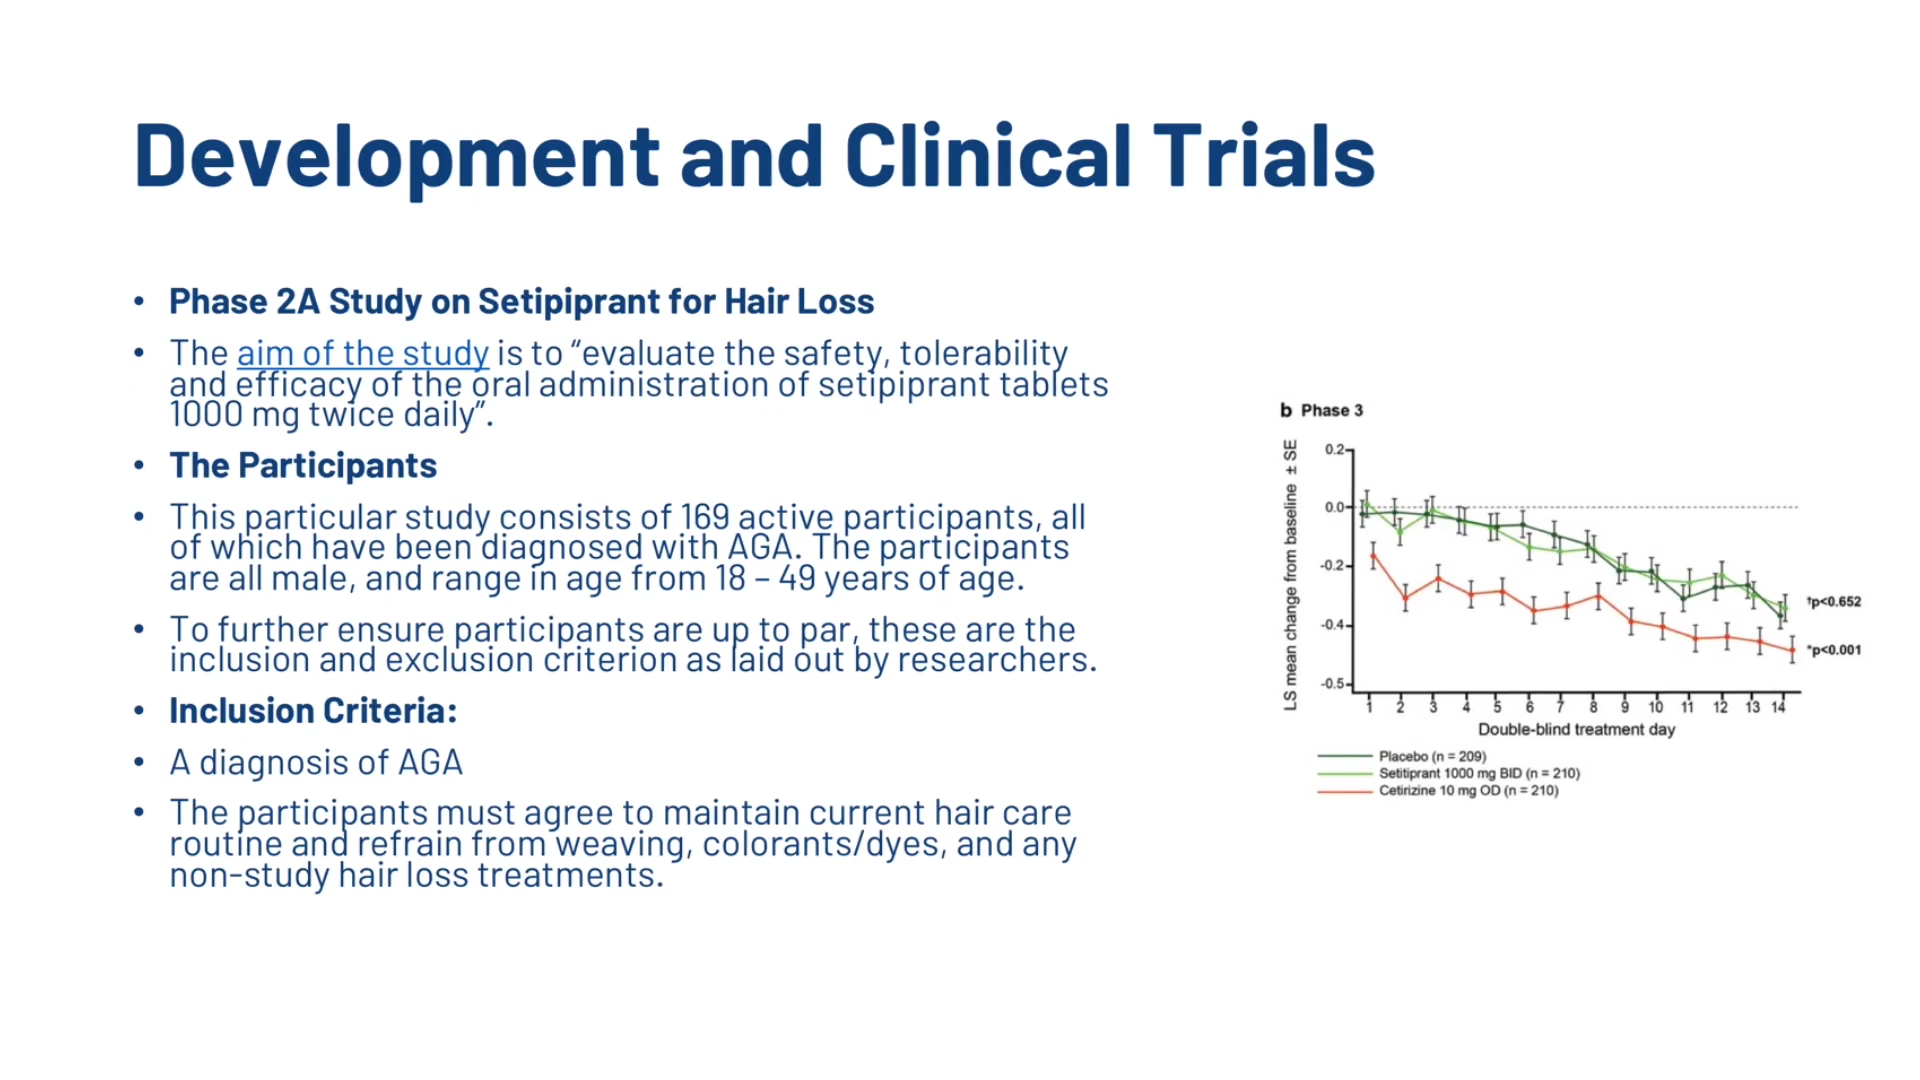 Development and Clinical Trials
• Phase 2A Study on Setipiprant for Hair Loss
• The aim of the study is to “evaluate the safety, tolerability
and efficacy of the oral administration of setipiprant tablets
1000 mg twice daily”.
• The Participants
• This particular study consists of 169 active participants, all
of which have been diagnosed with AGA. The participants
are all male, and range in age from 18 – 49 years of age.
• To further ensure participants are up to par, these are the
inclusion and exclusion criterion as laid out by researchers.
• Inclusion Criteria:
• A diagnosis of AGA
• The participants must agree to maintain current hair care
routine and refrain from weaving, colorants/dyes, and any
non-study hair loss treatments.
b Phase 3
LS mean change from baseline ± SE
0.2
0.0
-0.2
-0.4
-0.5
†p<0.652
*p<0.001
1 2 3 4 5 6 7 8 9 10 11 12 13 14
Double-blind treatment day
Placebo (n = 209)
Setitiprant 1000 mg BID (n = 210)
Cetirizine 10 mg OD (n = 210)